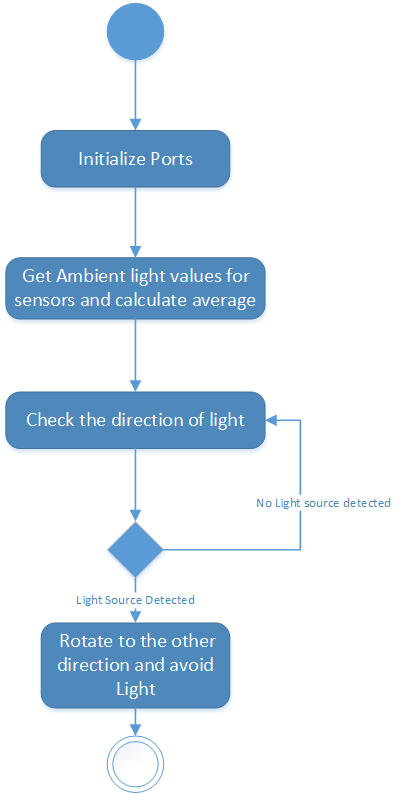 Initialize Ports
Get Ambient light values for
sensors and calculate average
Check the direction of light
No Light source detected
Light Source Detected
Rotate to the other
direction and avoid
Light